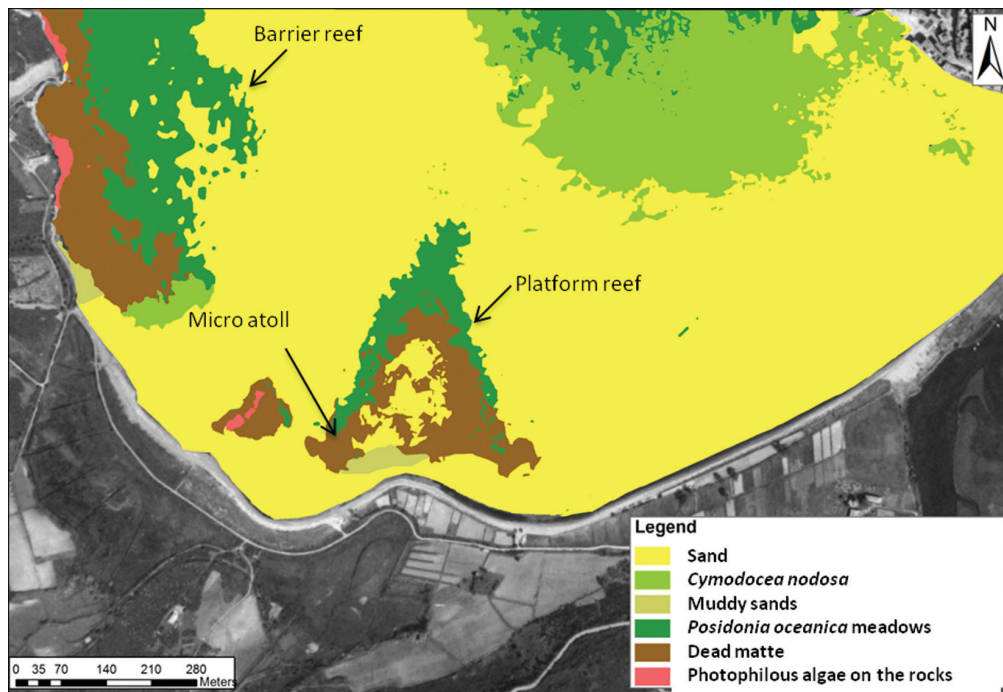 Barrier reef
N
Platform reef
Micro atoll
Legend
Sand
Cymodocea nodosa
Muddy sands
Posidonia oceanica meadows
Dead matte
Photophilous algae on the rocks
0 35 70 140 210 280
Meters